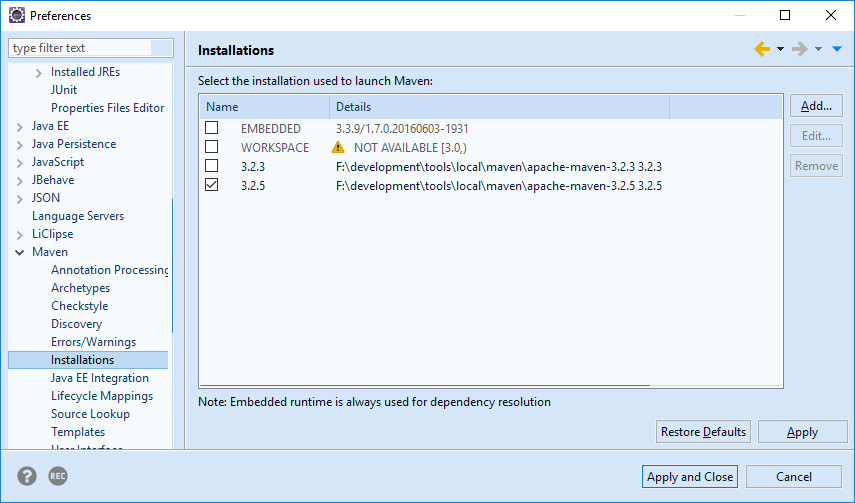 Preferences
type filter text
Installed JREs
JUnit
Properties Files Editor
Java EE
Java Persistence
JavaScript
JBehave
JSON
Language Servers
LiClipse
Maven
Annotation Processing
Archetypes
Checkstyle
Discovery
Errors/Warnings
Installations
Java EE Integration
Lifecycle Mappings
Source Lookup
Templates
User Interface
Installations
Select the installation used to launch Maven:
Name Details
EMBEDDED 3.3.9/1.7.0.20160603-1931
WORKSPACE NOT AVAILABLE [3.0,)
3.2.3 F:\development\tools\local\maven\apache-maven-3.2.3 3.2.3
3.2.5 F:\development\tools\local\maven\apache-maven-3.2.5 3.2.5
Add...
Edit...
Remove
Note: Embedded runtime is always used for dependency resolution
Restore Defaults Apply
? REC
Apply and Close Cancel